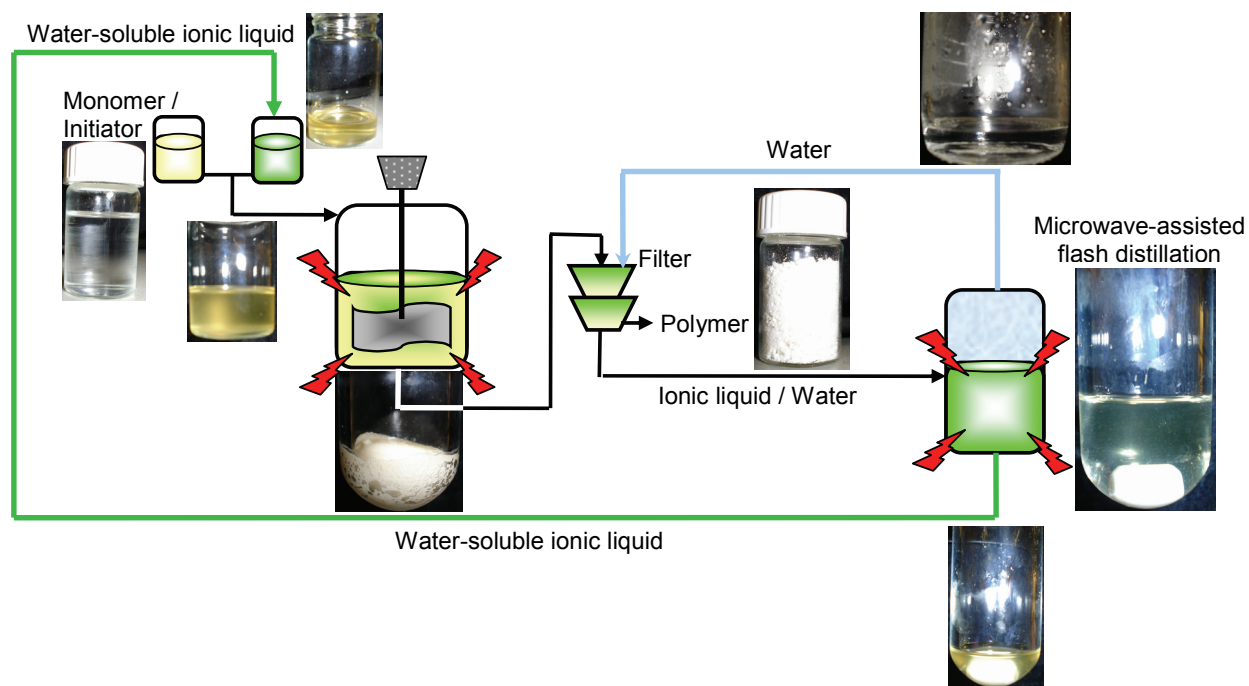 Water-soluble ionic liquid
Monomer /
Initiator
Water
Microwave-assisted
flash distillation
Filter
Polymer
Ionic liquid / Water
Water-soluble ionic liquid